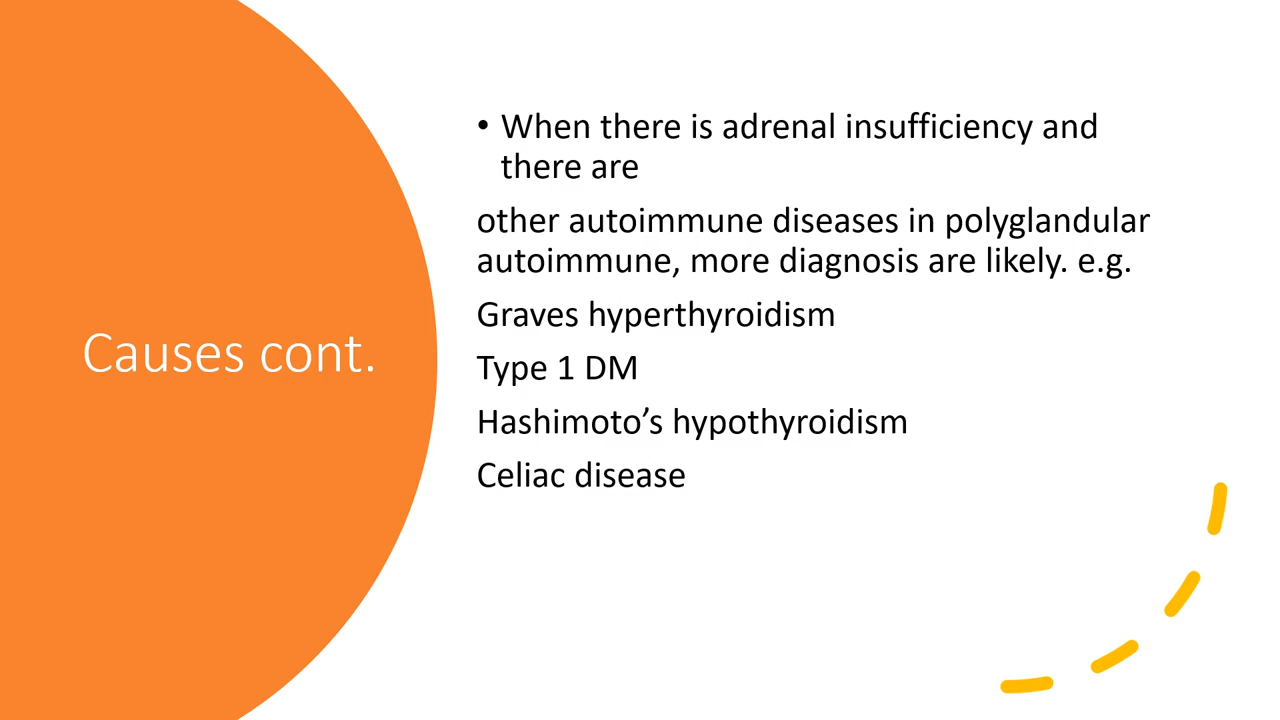 Causes cont.
• When there is adrenal insufficiency and
there are
other autoimmune diseases in polyglandular
autoimmune, more diagnosis are likely. e.g.
Graves hyperthyroidism
Type 1 DM
Hashimoto’s hypothyroidism
Celiac disease